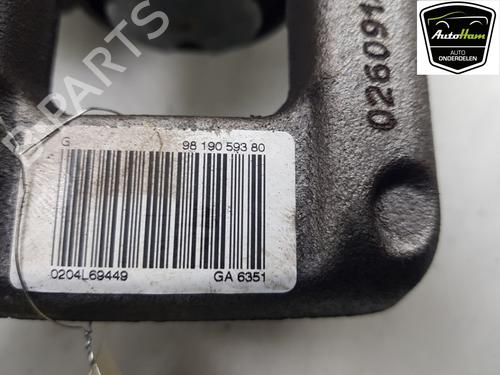 AutoHam
AUTO
ONDERDELEN
B-PARTS
026091
G 98 190 593 80
0204L69449 GA 6351